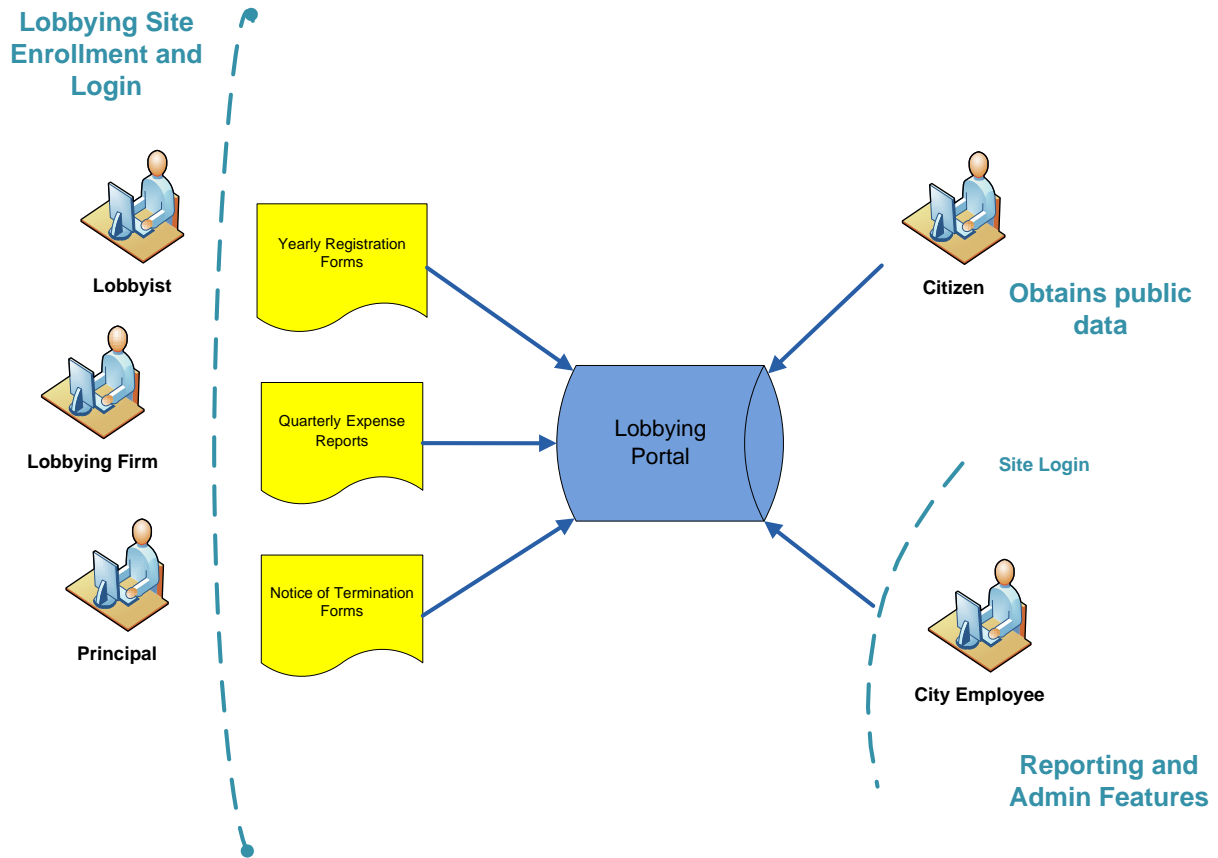 Lobbying Site
Enrollment and
Login
Lobbyist
Lobbying Firm
Principal
Yearly Registration
Forms
Quarterly Expense
Reports
Notice of Termination
Forms
Lobbying
Portal
Citizen
Obtains public
data
Site Login
City Employee
Reporting and
Admin Features